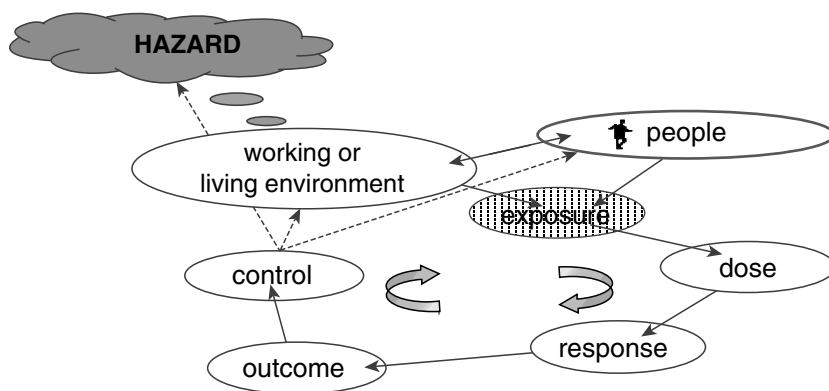 HAZARD
people
working or
living environment
exposure
control
dose
response
outcome